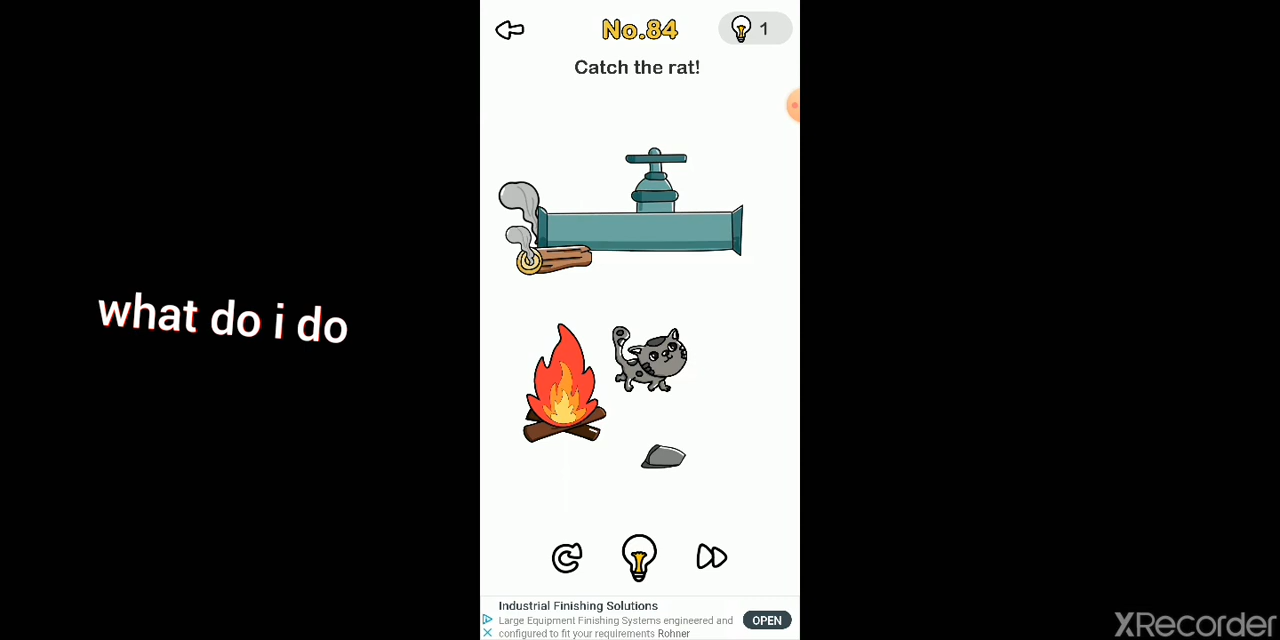 No.84
1
Catch the rat!
what do i do
Industrial Finishing Solutions
Large Equipment Finishing Systems engineered and
configured to fit your requirements Rohner
OPEN
XRecorder